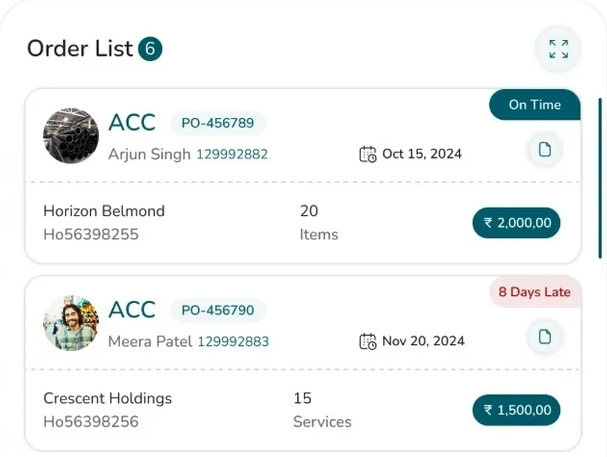 Order List 6
On Time
ACC PO-456789
Arjun Singh 129992882 Oct 15, 2024
Horizon Belmond 20 ₹ 2,000,00
Ho56398255 Items
8 Days Late
ACC PO-456790
Meera Patel 129992883 Nov 20, 2024
Crescent Holdings 15 ₹ 1,500,00
Ho56398256 Services